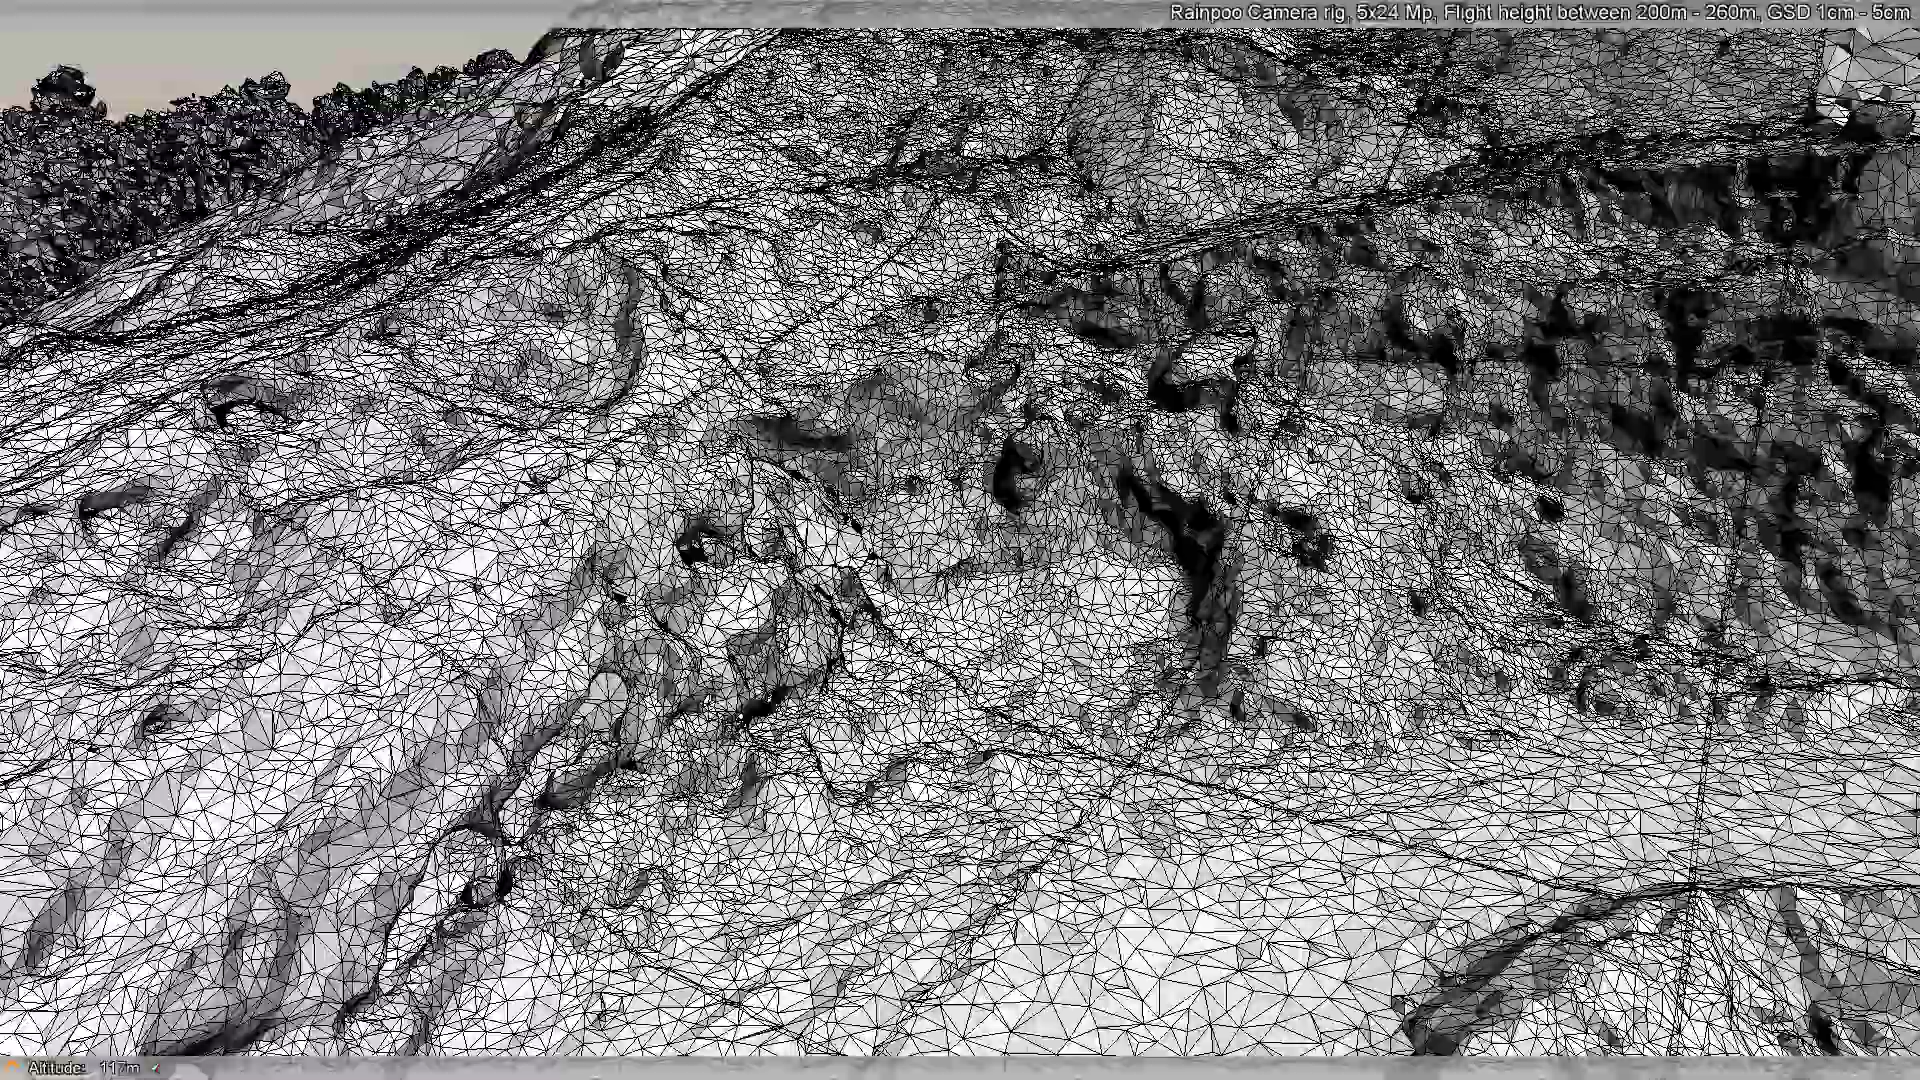 Rainpoo Camera rig, 5x24 Mp, Flight height between 200m - 260m, GSD 1cm - 5cm
Altitude: 117m